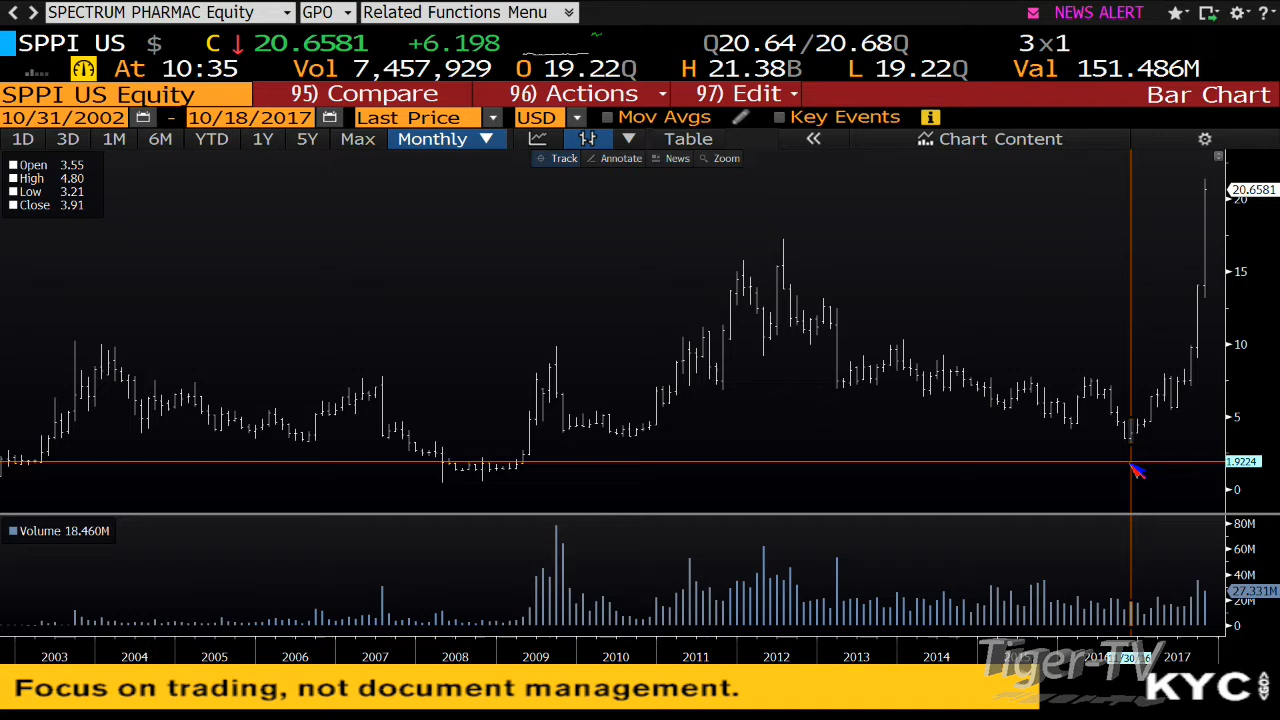 SPECTRUM PHARMAC Equity GPO Related Functions Menu NEWS ALERT ?
SPPI US $ C ↓ 20.6581 +6.198 Q20.64/20.68Q 3x1
At 10:35 Vol 7,457,929 O 19.22Q H 21.38B L 19.22Q Val 151.486M
SPPI US Equity 95) Compare 96) Actions 97) Edit Bar Chart
10/31/2002 - 10/18/2017 Last Price USD Mov Avgs Key Events i
1D 3D 1M 6M YTD 1Y 5Y Max Monthly Table « Chart Content
Track Annotate News Zoom
Open 3.55
High 4.80
Low 3.21
Close 3.91
20.6581
20
15
10
5
1.9224
0
Volume 18.460M
80M
60M
40M
27.331M
20M
0
2003 2004 2005 2006 2007 2008 2009 2010 2011 2012 2013 2014 2015 2016 11/30/16 2017
Tiger-TV
Focus on trading, not document management.
KYC GO